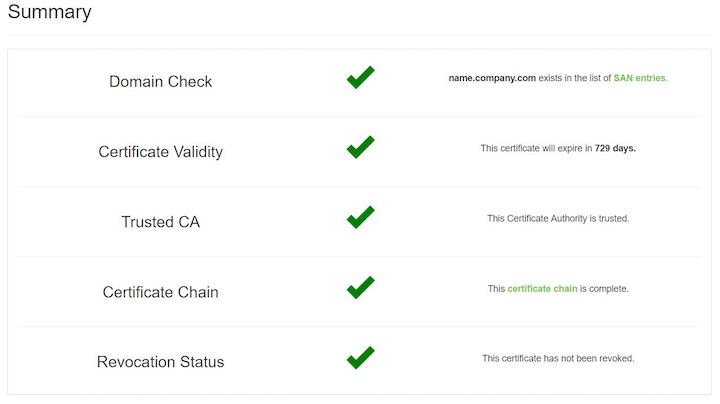 Summary
Domain Check
name.company.com exists in the list of SAN entries.
Certificate Validity
This certificate will expire in 729 days.
Trusted CA
This Certificate Authority is trusted.
Certificate Chain
This certificate chain is complete.
Revocation Status
This certificate has not been revoked.